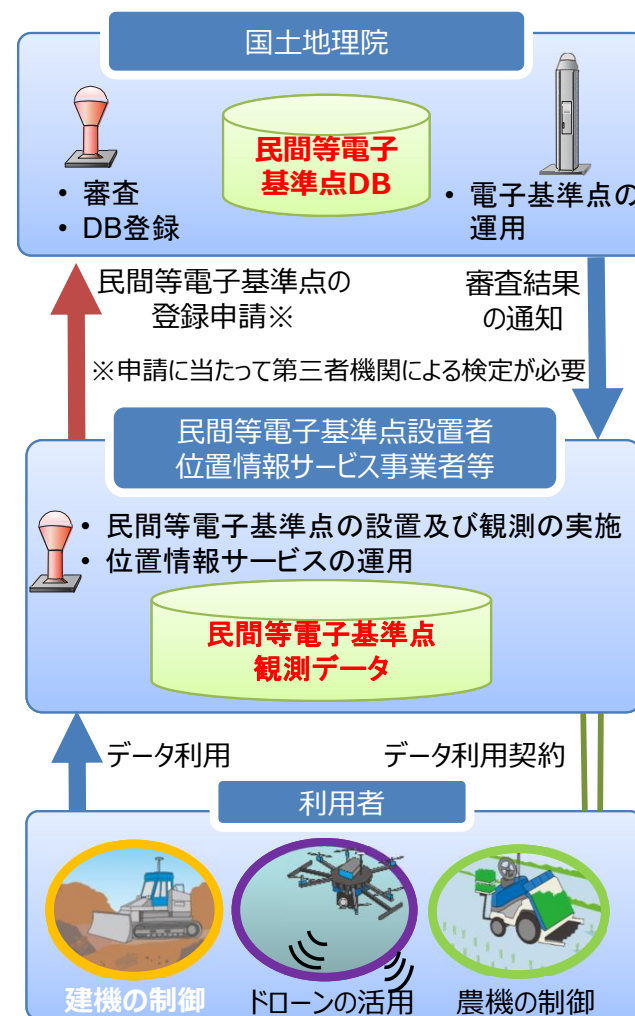 国土地理院
民間等電子
基準点DB
• 審査
• DB登録
• 電子基準点の
運用
民間等電子基準点の
登録申請※
審査結果
の通知
※申請に当たって第三者機関による検定が必要
民間等電子基準点設置者
位置情報サービス事業者等
• 民間等電子基準点の設置及び観測の実施
• 位置情報サービスの運用
民間等電子基準点
観測データ
データ利用
データ利用契約
利用者
建機の制御
ドローンの活用
農機の制御